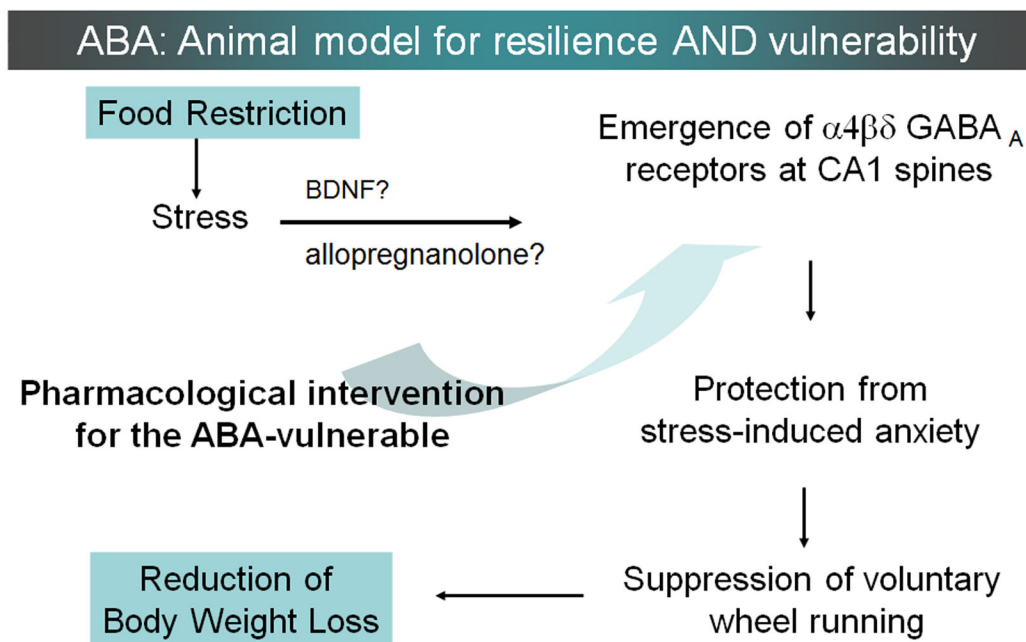 ABA: Animal model for resilience AND vulnerability
Food Restriction
Stress
BDNF?
allopregnanolone?
Emergence of α4βδ GABA A
receptors at CA1 spines
Pharmacological intervention
for the ABA-vulnerable
Protection from
stress-induced anxiety
Suppression of voluntary
wheel running
Reduction of
Body Weight Loss